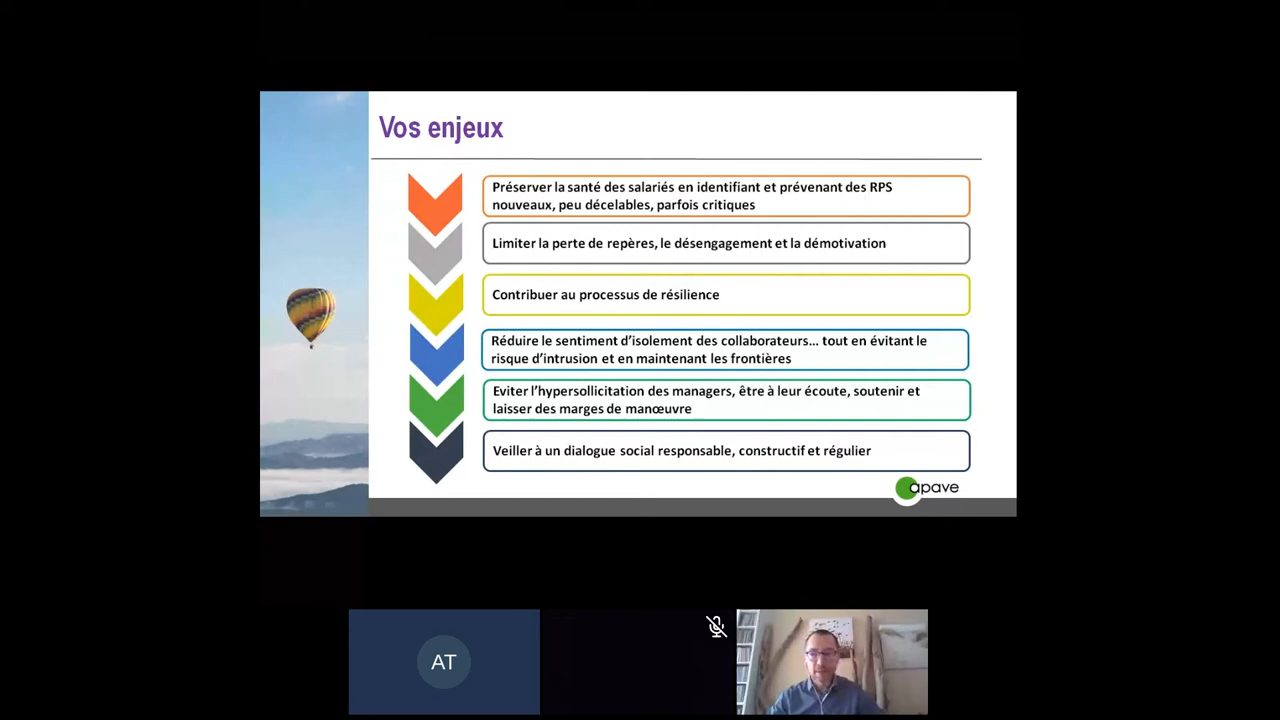 Vos enjeux
Préserver la santé des salariés en identifiant et prévenant des RPS
nouveaux, peu décelables, parfois critiques
Limiter la perte de repères, le désengagement et la démotivation
Contribuer au processus de résilience
Réduire le sentiment d’isolement des collaborateurs... tout en évitant le
risque d’intrusion et en maintenant les frontières
Eviter l’hypersollicitation des managers, être à leur écoute, soutenir et
laisser des marges de manœuvre
Veiller à un dialogue social responsable, constructif et régulier
apave
AT